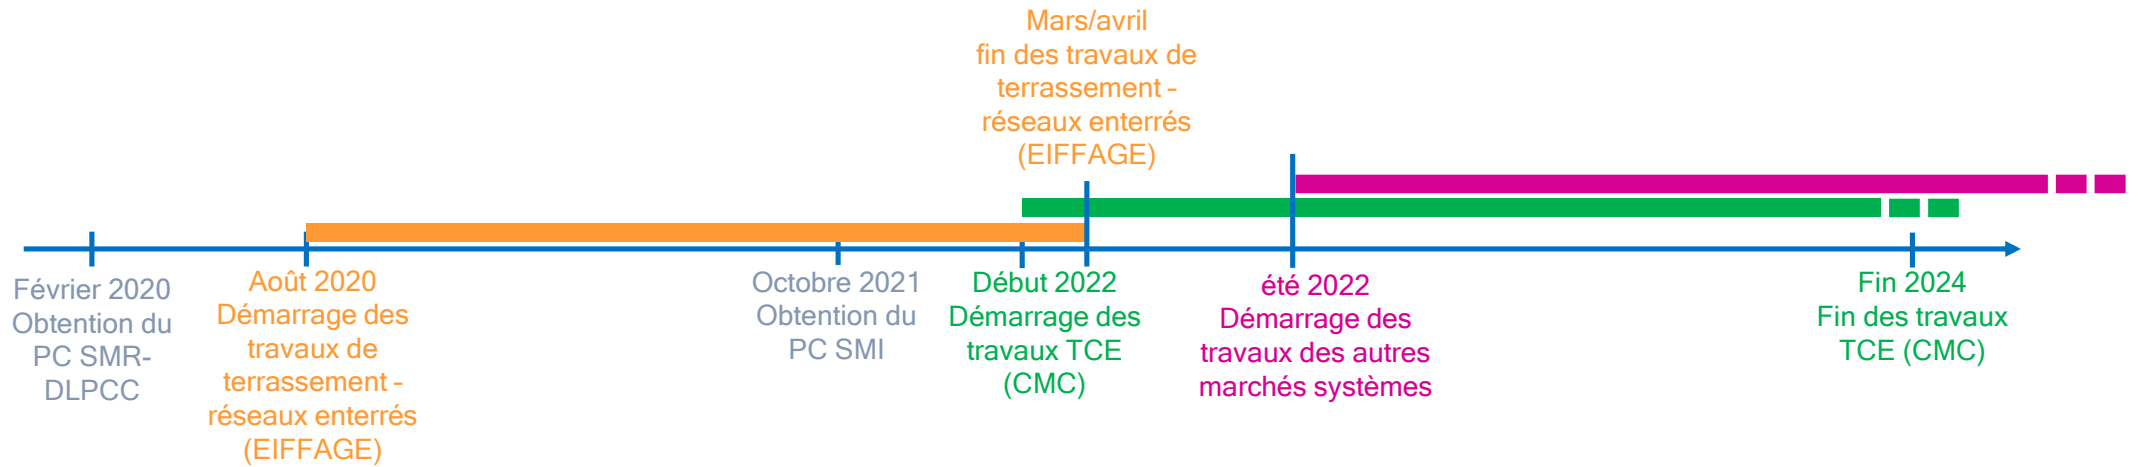 Mars/avril
fin des travaux de
terrassement -
réseaux enterrés
(EIFFAGE)
Février 2020
Obtention du
PC SMR-
DLPCC
Août 2020
Démarrage des
travaux de
terrassement -
réseaux enterrés
(EIFFAGE)
Octobre 2021
Obtention du
PC SMI
Début 2022
Démarrage des
travaux TCE
(CMC)
été 2022
Démarrage des
travaux des autres
marchés systèmes
Fin 2024
Fin des travaux
TCE (CMC)